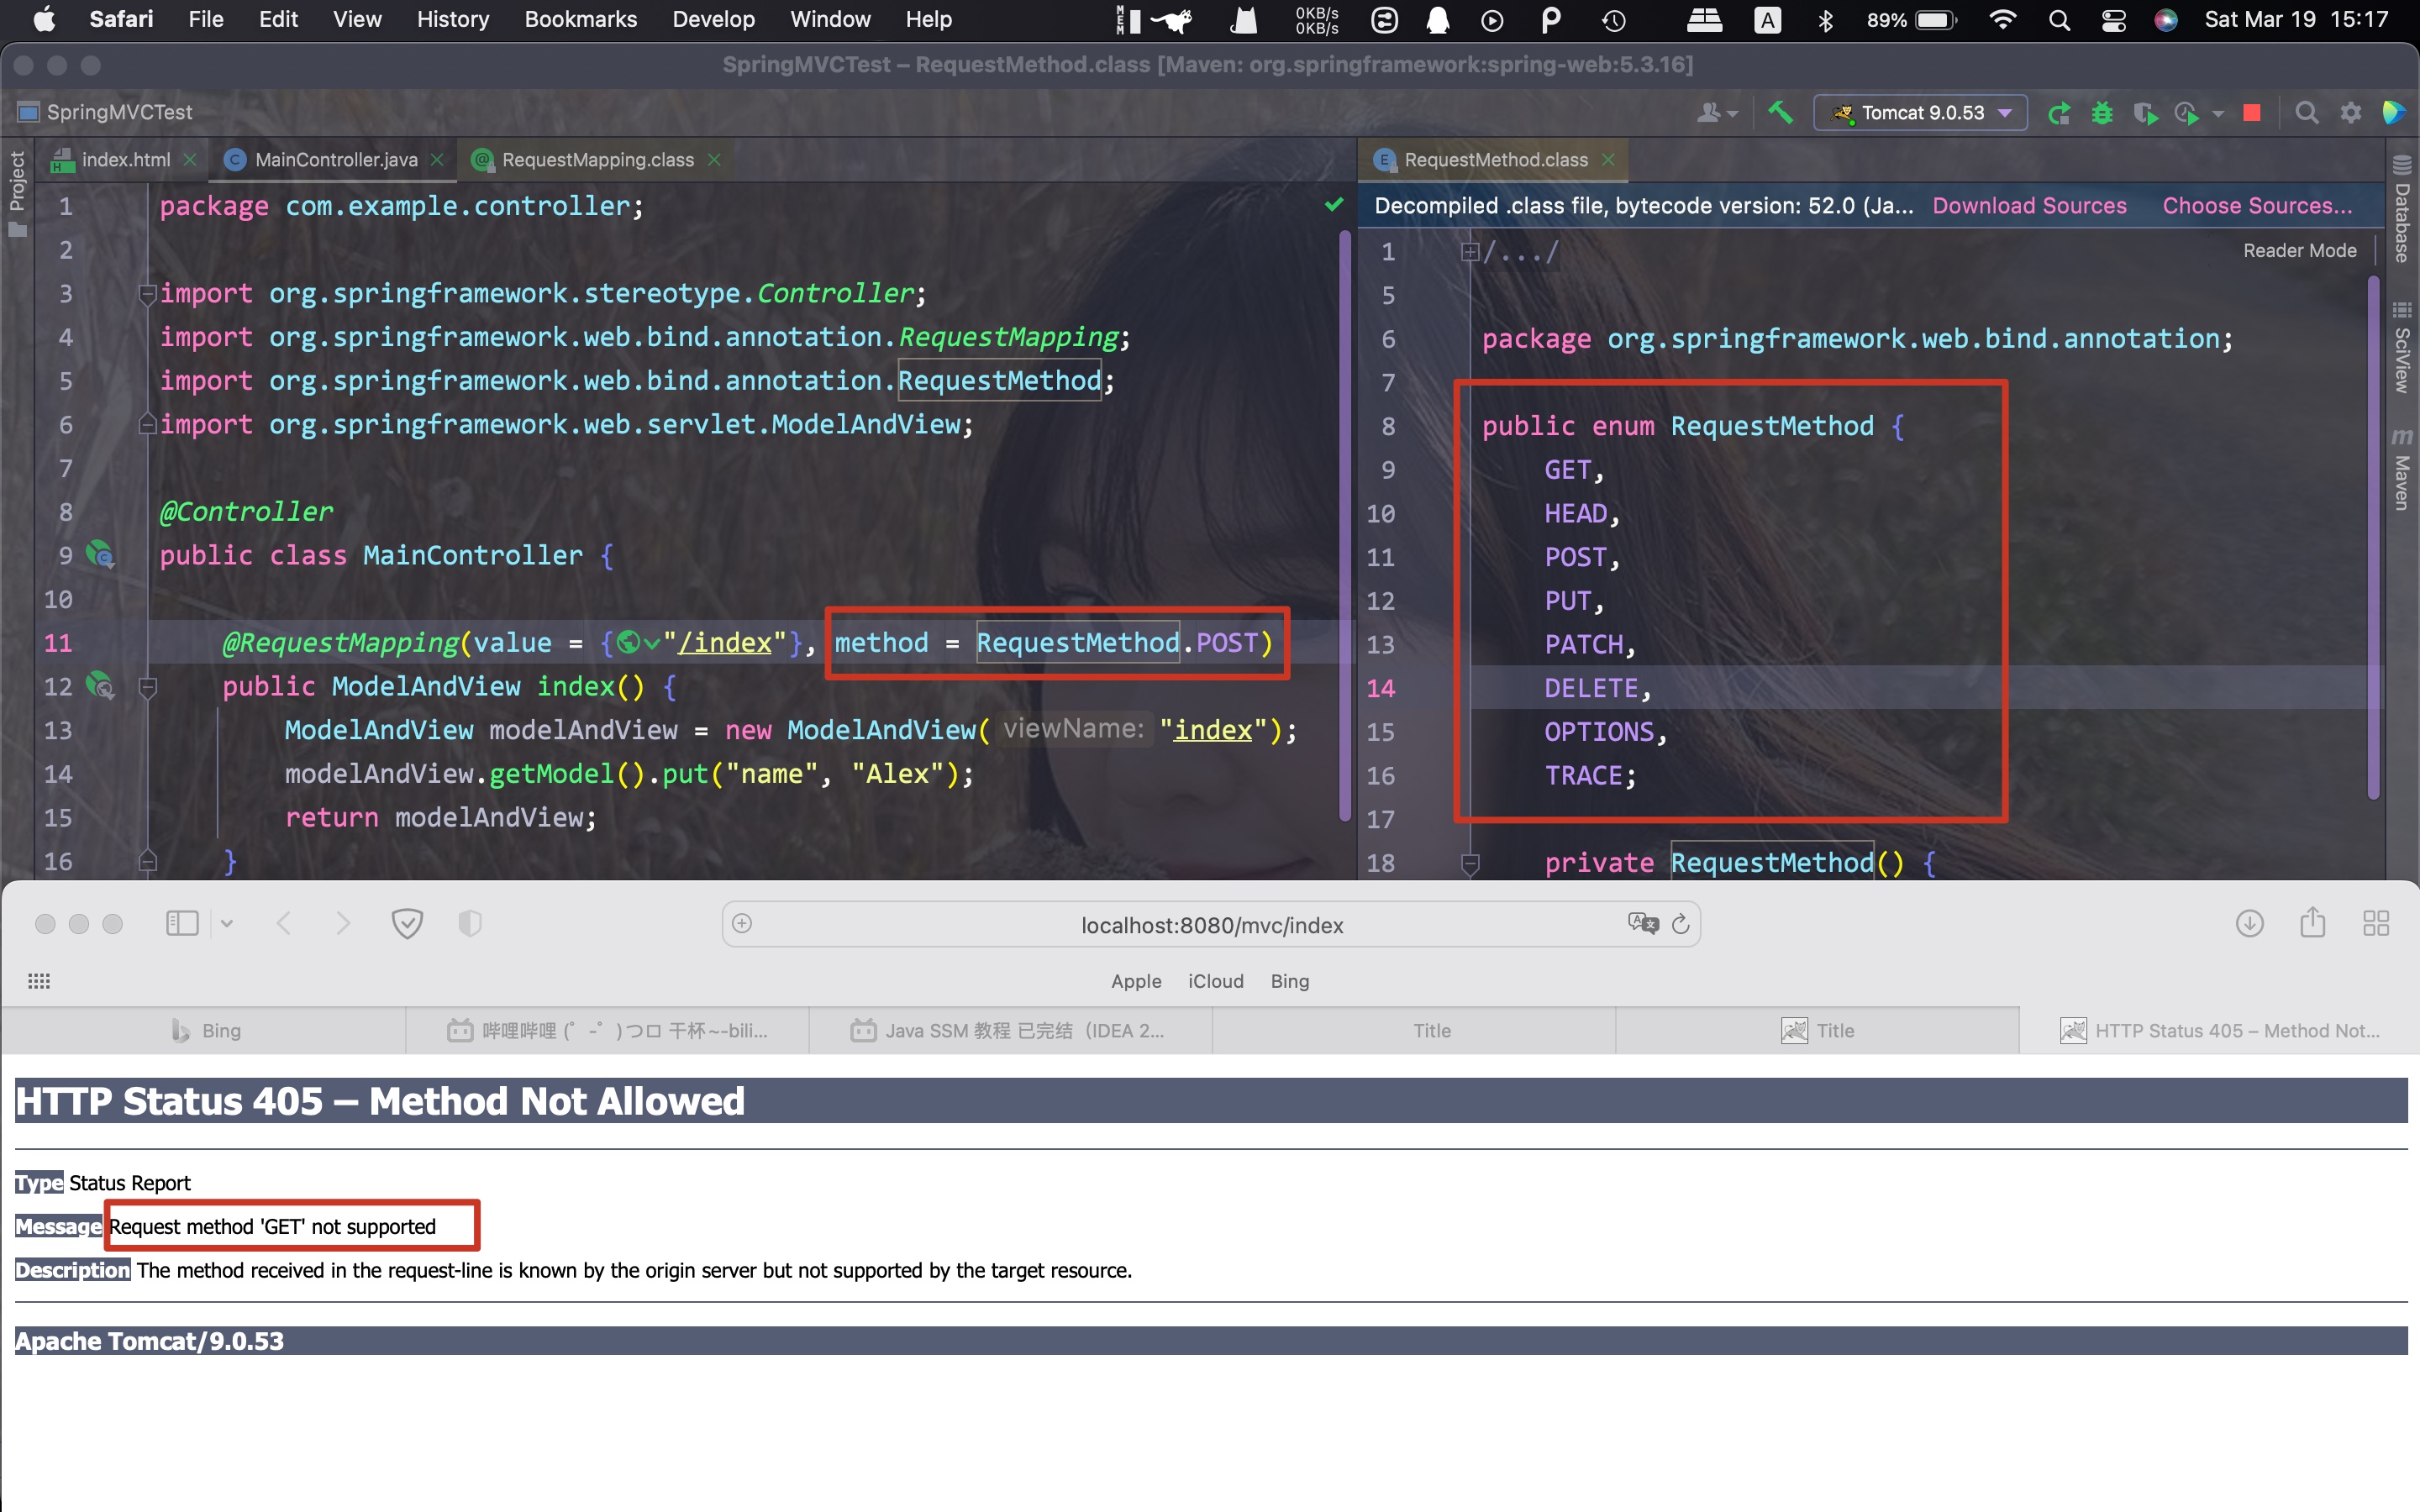 Safari File Edit View History Bookmarks Develop Window Help MEM 0KB/s 0KB/s A 89% Sat Mar 19 15:17
SpringMVCTest – RequestMethod.class [Maven: org.springframework:spring-web:5.3.16]
SpringMVCTest Tomcat 9.0.53
Project
index.html MainController.java RequestMapping.class
1 package com.example.controller;
2
3 import org.springframework.stereotype.Controller;
4 import org.springframework.web.bind.annotation.RequestMapping;
5 import org.springframework.web.bind.annotation.RequestMethod;
6 import org.springframework.web.servlet.ModelAndView;
7
8 @Controller
9 public class MainController {
10
11 @RequestMapping(value = {"/index"}, method = RequestMethod.POST)
12 public ModelAndView index() {
13 ModelAndView modelAndView = new ModelAndView( viewName: "index");
14 modelAndView.getModel().put("name", "Alex");
15 return modelAndView;
16 }
RequestMethod.class
Decompiled .class file, bytecode version: 52.0 (Ja... Download Sources Choose Sources...
Reader Mode
1 /.../
5
6 package org.springframework.web.bind.annotation;
7
8 public enum RequestMethod {
9 GET,
10 HEAD,
11 POST,
12 PUT,
13 PATCH,
14 DELETE,
15 OPTIONS,
16 TRACE;
17
18 private RequestMethod() {
Database
SciView
Maven
localhost:8080/mvc/index
Apple iCloud Bing
Bing
哔哩哔哩 (゜-゜)つロ 干杯~-bili...
Java SSM 教程 已完结（IDEA 2...
Title
Title
HTTP Status 405 – Method Not...
HTTP Status 405 – Method Not Allowed
Type Status Report
Message Request method 'GET' not supported
Description The method received in the request-line is known by the origin server but not supported by the target resource.
Apache Tomcat/9.0.53